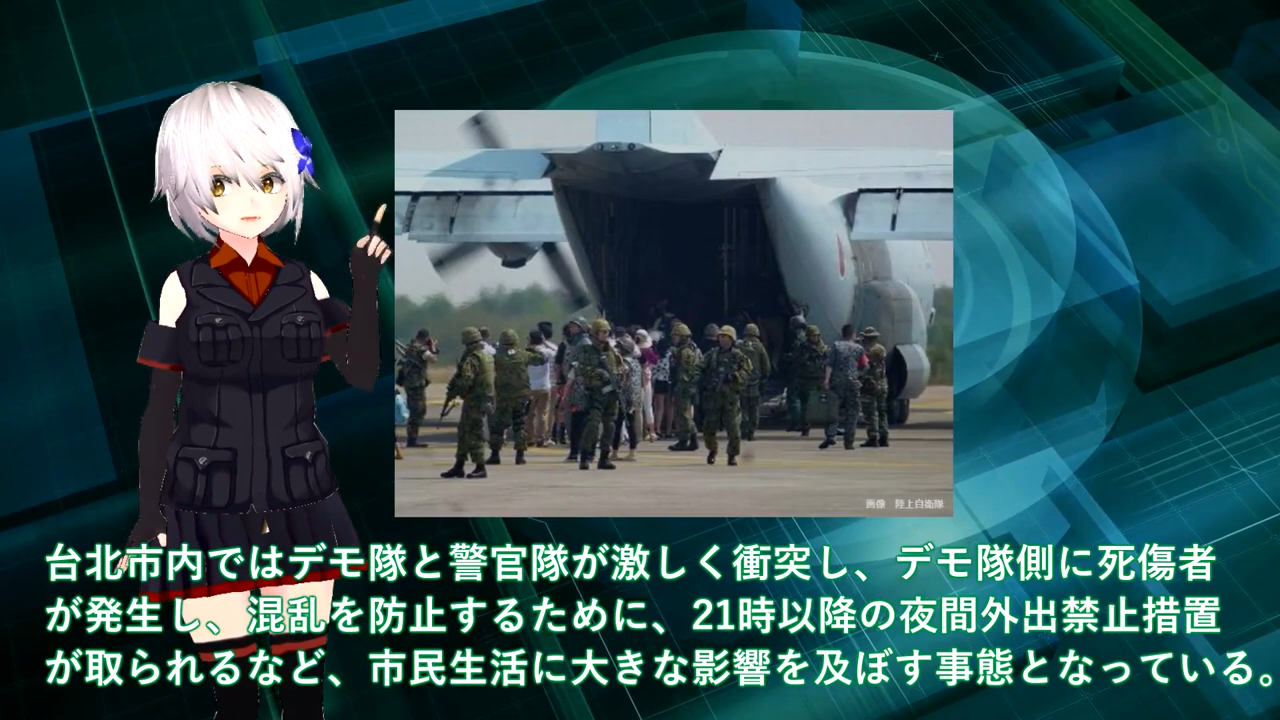 画像 陸上自衛隊
台北市内ではデモ隊と警官隊が激しく衝突し、デモ隊側に死傷者
が発生し、混乱を防止するために、21時以降の夜間外出禁止措置
が取られるなど、市民生活に大きな影響を及ぼす事態となっている。